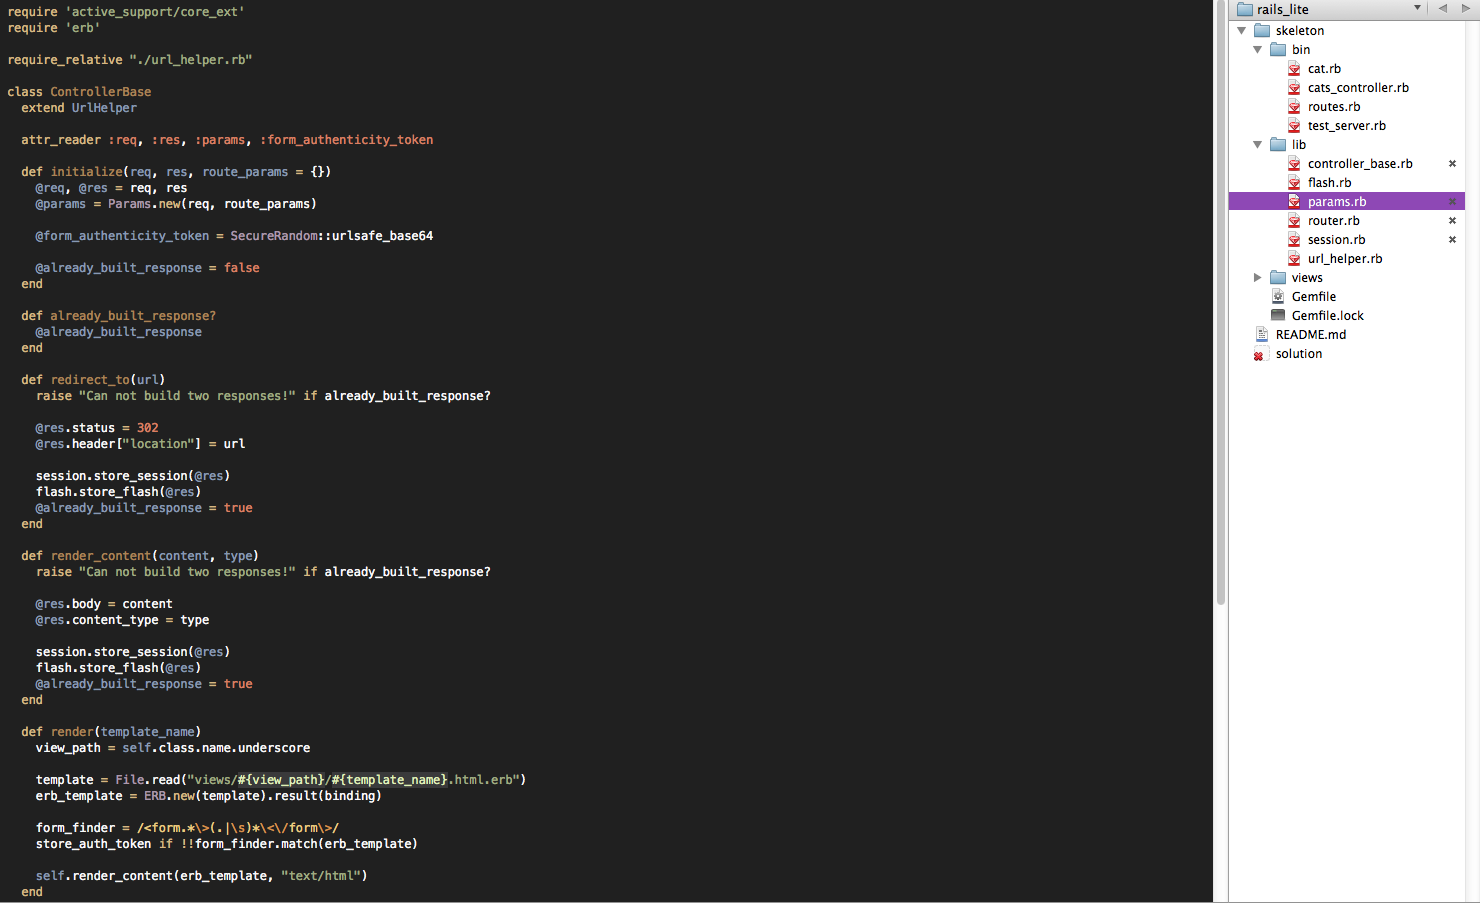 require 'active_support/core_ext'
require 'erb'
require_relative "./url_helper.rb"
class ControllerBase
  extend UrlHelper
  attr_reader :req, :res, :params, :form_authenticity_token
  def initialize(req, res, route_params = {})
    @req, @res = req, res
    @params = Params.new(req, route_params)
    @form_authenticity_token = SecureRandom::urlsafe_base64
    @already_built_response = false
  end
  def already_built_response?
    @already_built_response
  end
  def redirect_to(url)
    raise "Can not build two responses!" if already_built_response?
    @res.status = 302
    @res.header["location"] = url
    session.store_session(@res)
    flash.store_flash(@res)
    @already_built_response = true
  end
  def render_content(content, type)
    raise "Can not build two responses!" if already_built_response?
    @res.body = content
    @res.content_type = type
    session.store_session(@res)
    flash.store_flash(@res)
    @already_built_response = true
  end
  def render(template_name)
    view_path = self.class.name.underscore
    template = File.read("views/#{view_path}/#{template_name}.html.erb")
    erb_template = ERB.new(template).result(binding)
    form_finder = /<form.*\>(.|\s)*\<\/form\>/
    store_auth_token if !!form_finder.match(erb_template)
    self.render_content(erb_template, "text/html")
  end
rails_lite
skeleton
bin
cat.rb
cats_controller.rb
routes.rb
test_server.rb
lib
controller_base.rb
flash.rb
params.rb
router.rb
session.rb
url_helper.rb
views
Gemfile
Gemfile.lock
README.md
solution